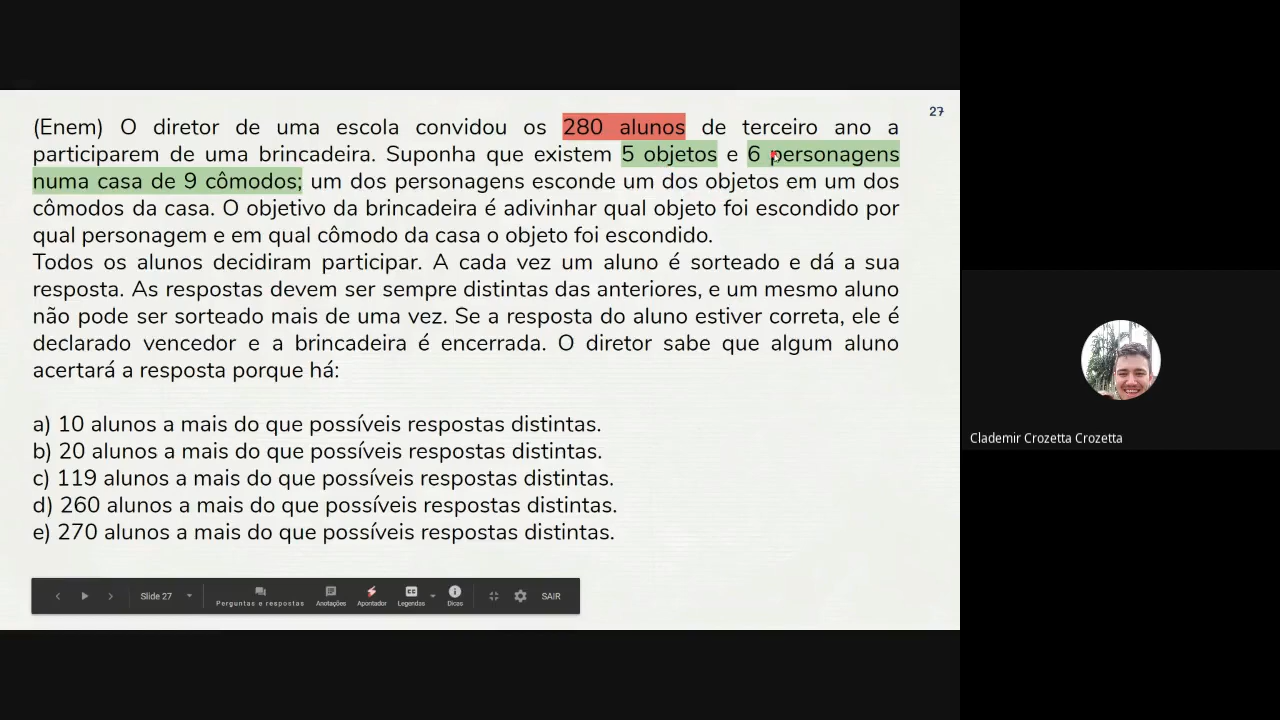 27
(Enem) O diretor de uma escola convidou os 280 alunos de terceiro ano a
participarem de uma brincadeira. Suponha que existem 5 objetos e 6 personagens
numa casa de 9 cômodos; um dos personagens esconde um dos objetos em um dos
cômodos da casa. O objetivo da brincadeira é adivinhar qual objeto foi escondido por
qual personagem e em qual cômodo da casa o objeto foi escondido.
Todos os alunos decidiram participar. A cada vez um aluno é sorteado e dá a sua
resposta. As respostas devem ser sempre distintas das anteriores, e um mesmo aluno
não pode ser sorteado mais de uma vez. Se a resposta do aluno estiver correta, ele é
declarado vencedor e a brincadeira é encerrada. O diretor sabe que algum aluno
acertará a resposta porque há:
a) 10 alunos a mais do que possíveis respostas distintas.
b) 20 alunos a mais do que possíveis respostas distintas.
c) 119 alunos a mais do que possíveis respostas distintas.
d) 260 alunos a mais do que possíveis respostas distintas.
e) 270 alunos a mais do que possíveis respostas distintas.
Slide 27
Perguntas e respostas
Anotações
Apontador
CC
Legendas
Dicas
SAIR
Clademir Crozetta Crozetta